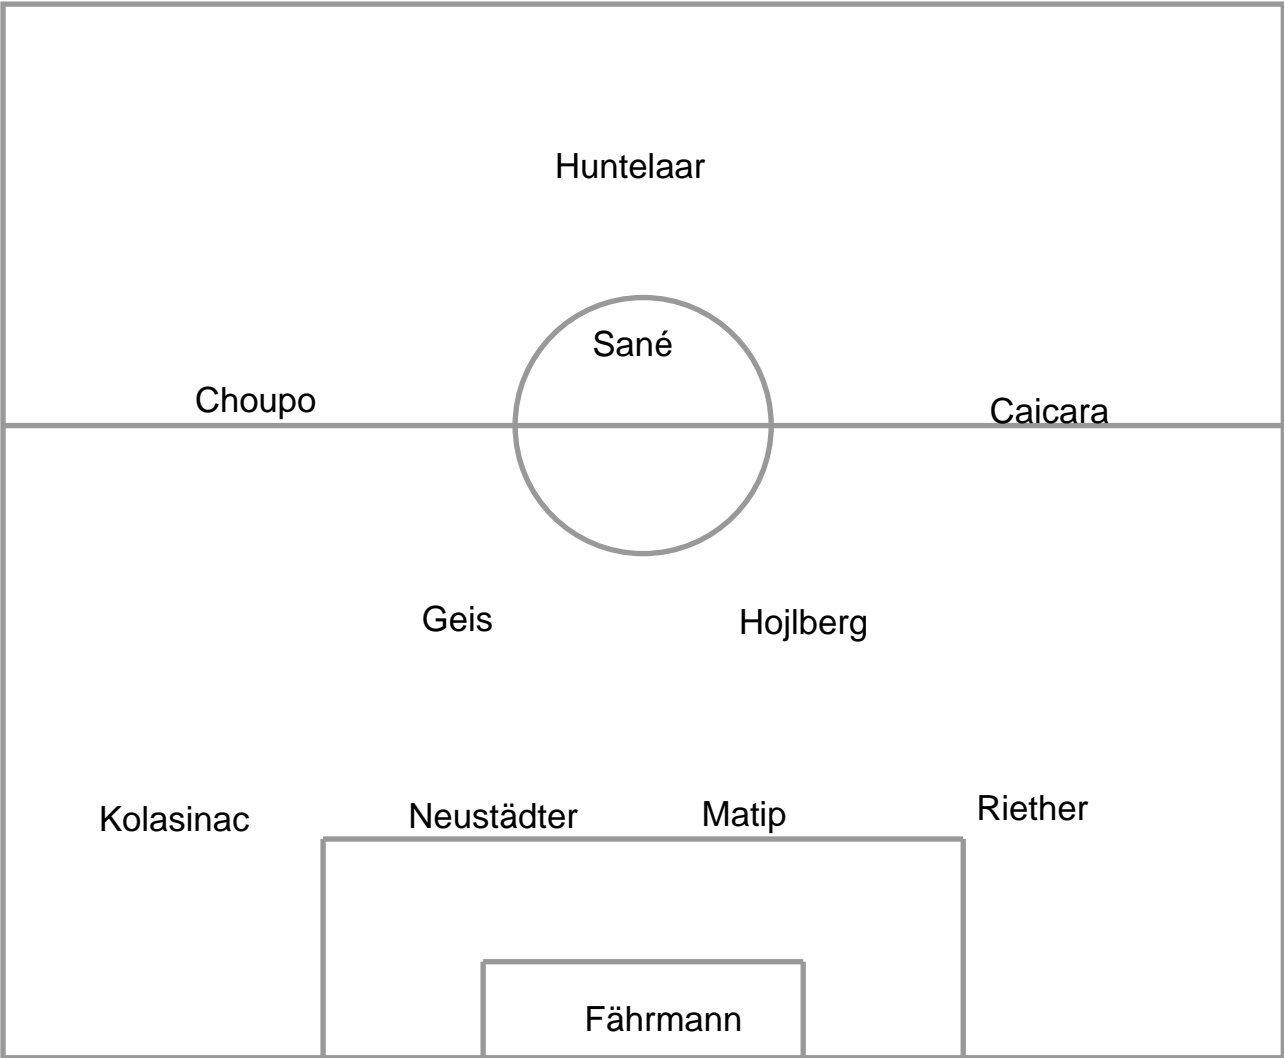 Huntelaar
Sané
Choupo
Caicara
Geis
Hojlberg
Kolasinac
Neustädter
Matip
Riether
Fährmann